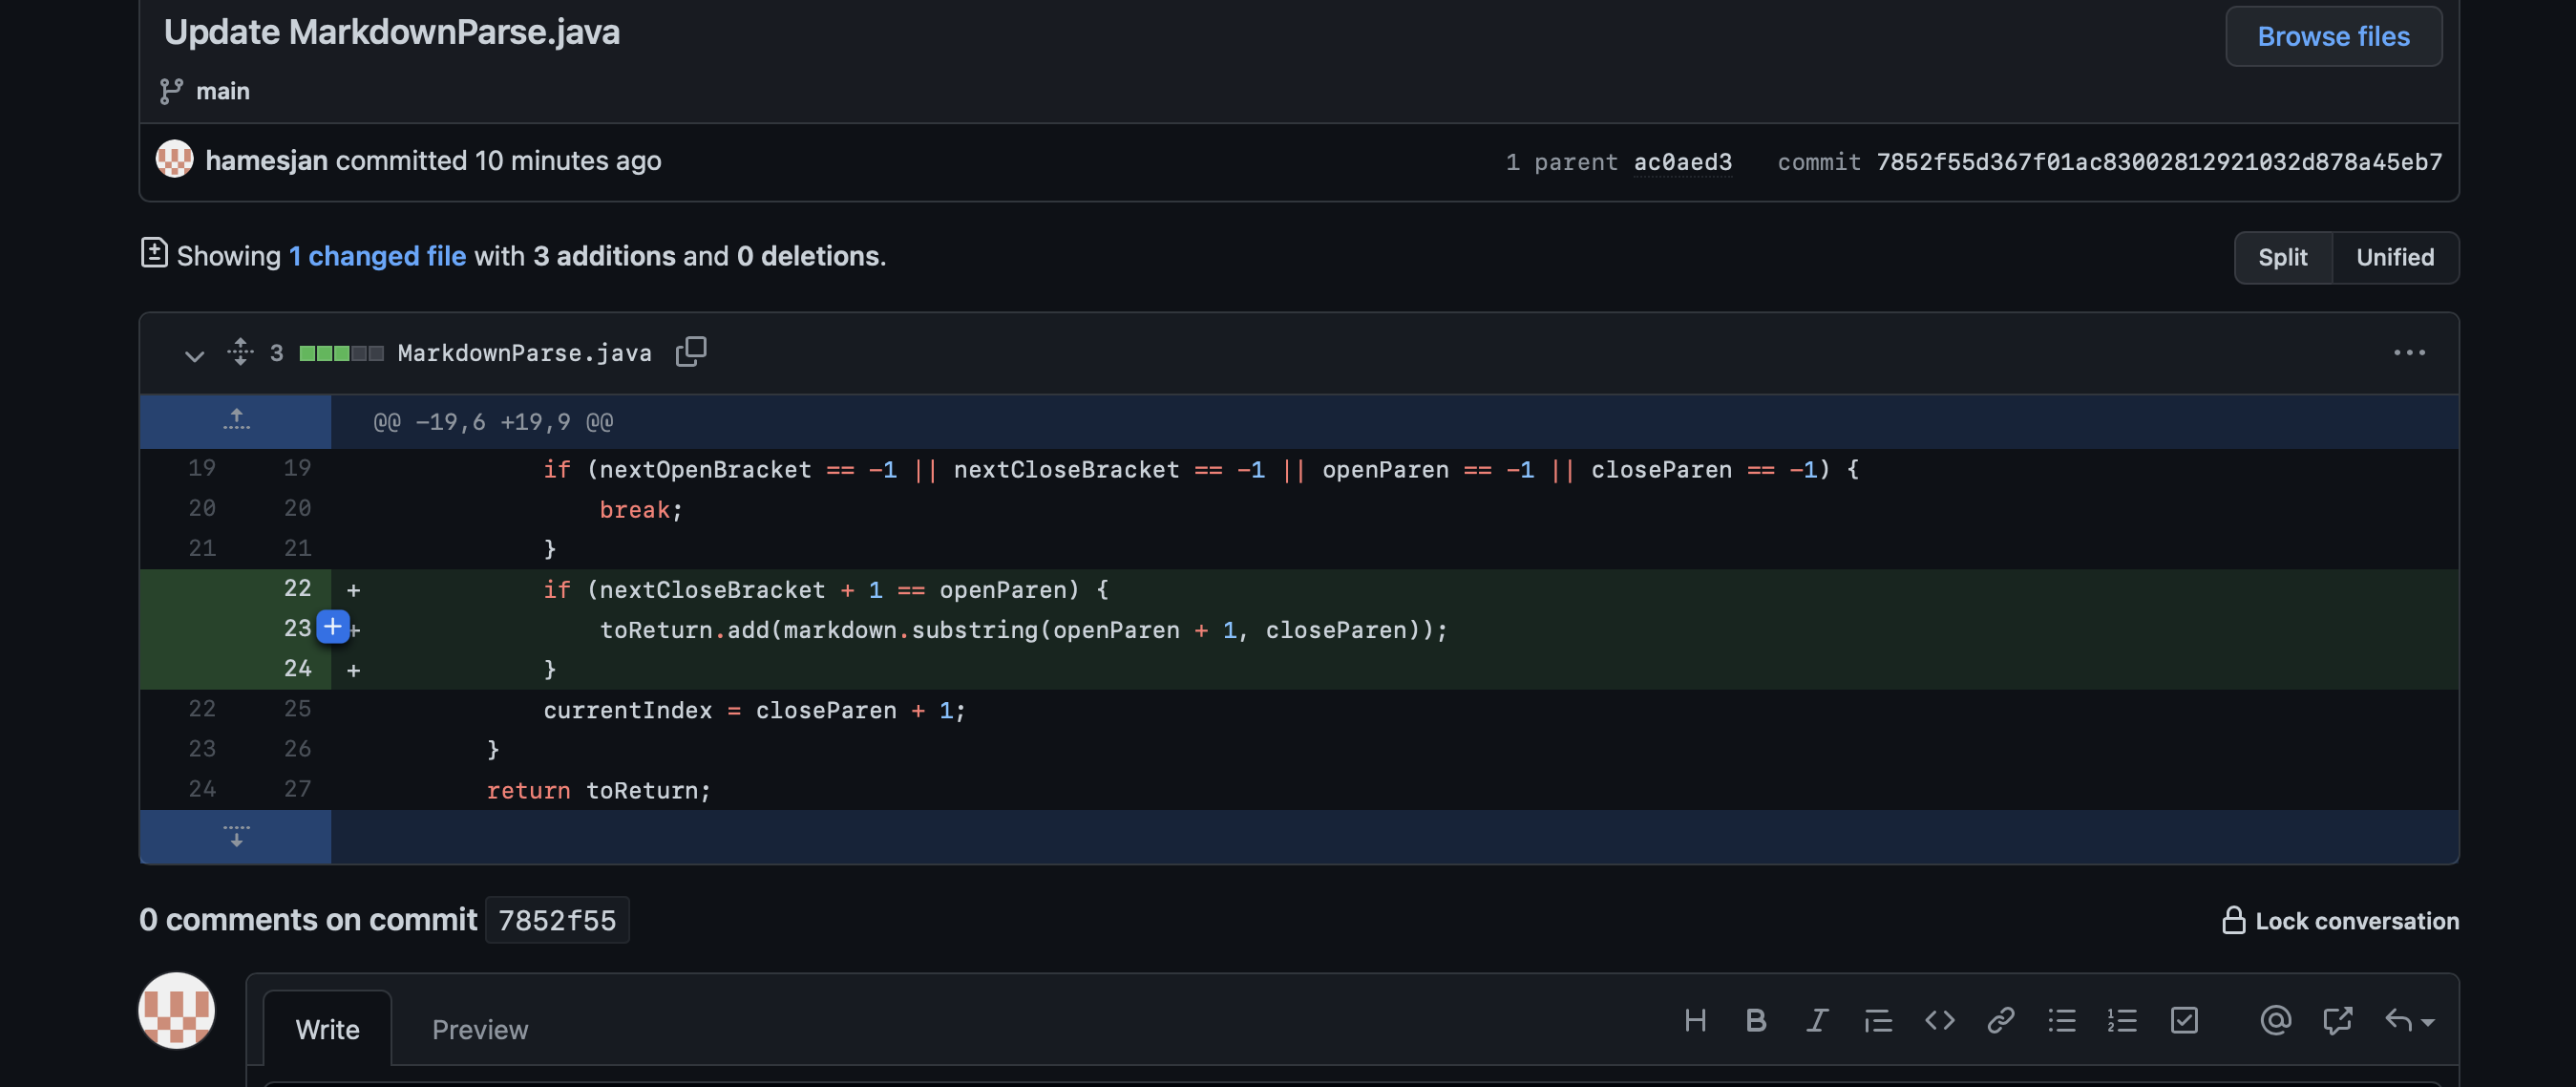 Update MarkdownParse.java
Browse files
main
hamesjan committed 10 minutes ago
1 parent ac0aed3 commit 7852f55d367f01ac83002812921032d878a45eb7
Showing 1 changed file with 3 additions and 0 deletions.
Split Unified
3 MarkdownParse.java
@@ -19,6 +19,9 @@
19 19 if (nextOpenBracket == -1 || nextCloseBracket == -1 || openParen == -1 || closeParen == -1) {
20 20 break;
21 21 }
22 + if (nextCloseBracket + 1 == openParen) {
23 + toReturn.add(markdown.substring(openParen + 1, closeParen));
24 + }
22 25 currentIndex = closeParen + 1;
23 26 }
24 27 return toReturn;
0 comments on commit 7852f55
Lock conversation
Write Preview